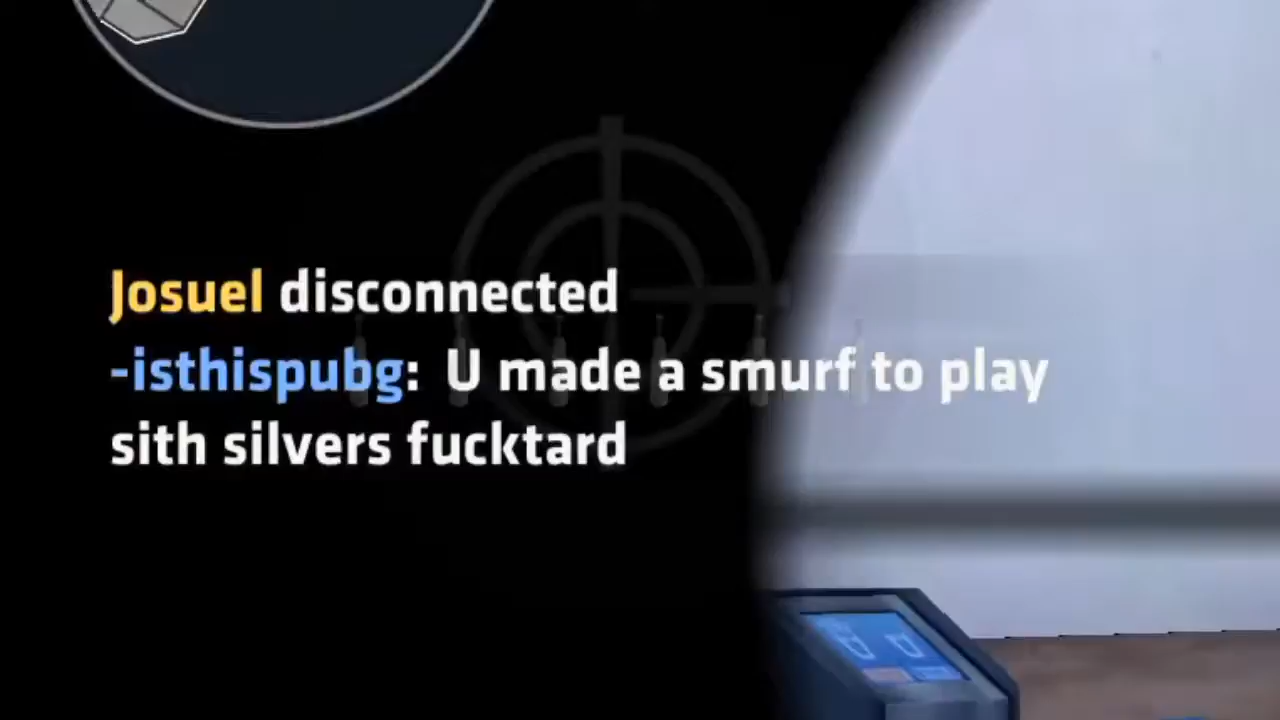 Josuel disconnected
-isthispubg: U made a smurf to play
sith silvers fucktard